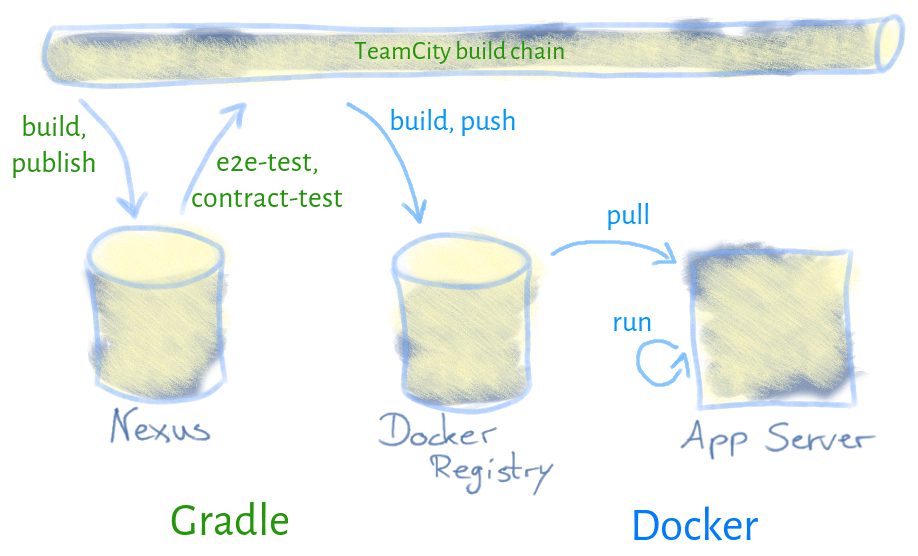 TeamCity build chain
build,
publish
e2e-test,
contract-test
build, push
pull
run
Nexus
Docker
Registry
App Server
Gradle
Docker